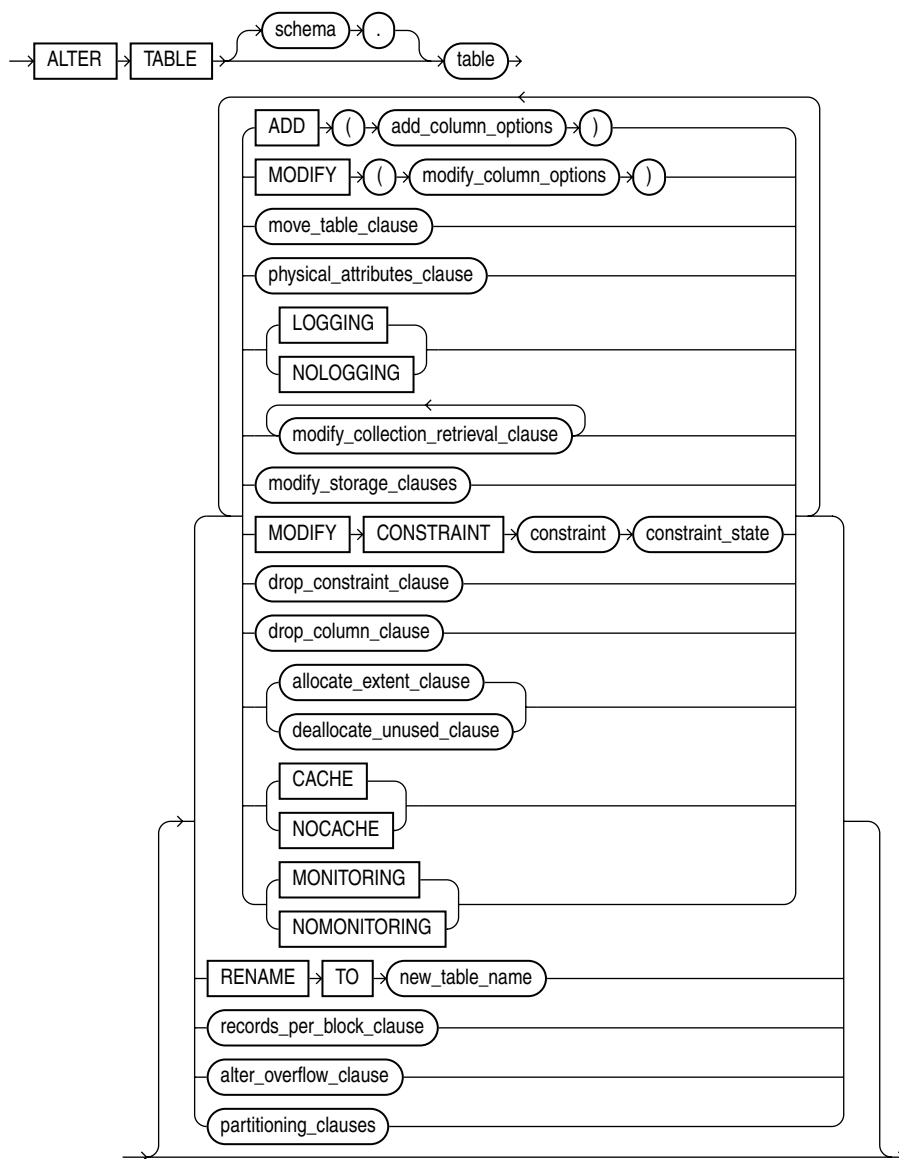 schema .
ALTER TABLE table
ADD ( add_column_options )
MODIFY ( modify_column_options )
move_table_clause
physical_attributes_clause
LOGGING
NOLOGGING
modify_collection_retrieval_clause
modify_storage_clauses
MODIFY CONSTRAINT constraint constraint_state
drop_constraint_clause
drop_column_clause
allocate_extent_clause
deallocate_unused_clause
CACHE
NOCACHE
MONITORING
NOMONITORING
RENAME TO new_table_name
records_per_block_clause
alter_overflow_clause
partitioning_clauses